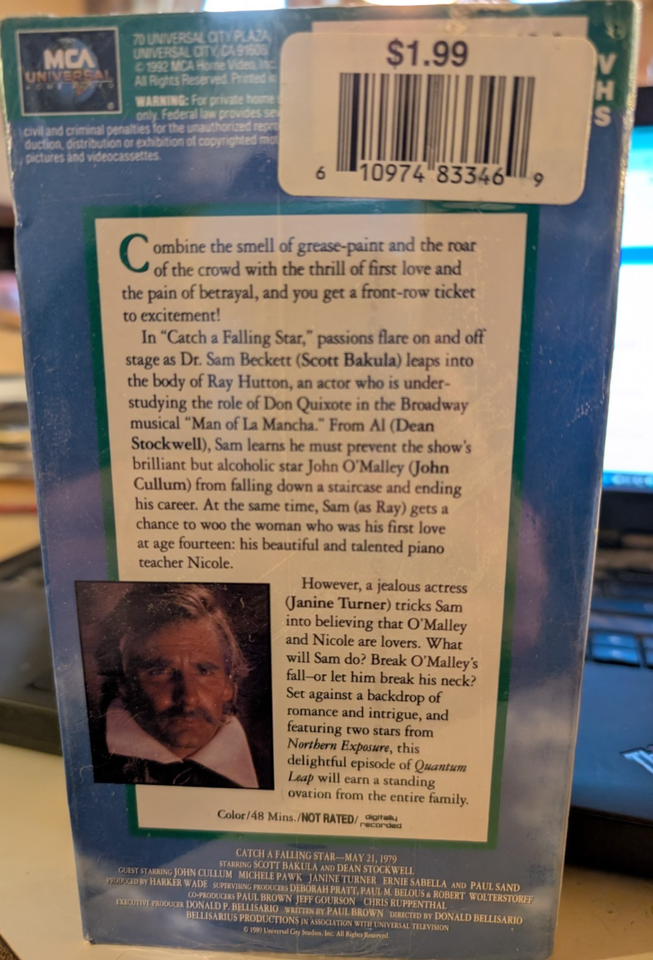 MCA
UNIVERSAL
HOME VIDEO
70 UNIVERSAL CITY PLAZA,
UNIVERSAL CITY, CA 91608
© 1992 MCA Home Video, Inc.
All Rights Reserved. Printed in
WARNING: For private home
only. Federal law provides
civil and criminal penalties for the unauthorized repro-
duction, distribution or exhibition of copyrighted mot
pictures and videocassettes.
$1.99
6 10974 83346 9
VHS
Combine the smell of grease-paint and the roar
of the crowd with the thrill of first love and
the pain of betrayal, and you get a front-row ticket
to excitement!
In “Catch a Falling Star,” passions flare on and off
stage as Dr. Sam Beckett (Scott Bakula) leaps into
the body of Ray Hutton, an actor who is under-
studying the role of Don Quixote in the Broadway
musical “Man of La Mancha.” From Al (Dean
Stockwell), Sam learns he must prevent the show's
brilliant but alcoholic star John O'Malley (John
Cullum) from falling down a staircase and ending
his career. At the same time, Sam (as Ray) gets a
chance to woo the woman who was his first love
at age fourteen: his beautiful and talented piano
teacher Nicole.
However, a jealous actress
(Janine Turner) tricks Sam
into believing that O'Malley
and Nicole are lovers. What
will Sam do? Break O'Malley's
fall–or let him break his neck?
Set against a backdrop of
romance and intrigue, and
featuring two stars from
Northern Exposure, this
delightful episode of Quantum
Leap will earn a standing
ovation from the entire family.
Color/48 Mins./NOT RATED/ digitally
recorded
CATCH A FALLING STAR—MAY 21, 1979
STARRING SCOTT BAKULA AND DEAN STOCKWELL
GUEST STARRING JOHN CULLUM MICHELE PAWK JANINE TURNER ERNIE SABELLA AND PAUL SAND
PRODUCED BY HARKER WADE SUPERVISING PRODUCERS DEBORAH PRATT, PAUL M. BELOUS & ROBERT WOLTERSTORFF
CO-PRODUCERS PAUL BROWN JEFF GOURSON CHRIS RUPPENTHAL
EXECUTIVE PRODUCER DONALD P. BELLISARIO WRITTEN BY PAUL BROWN DIRECTED BY DONALD BELLISARIO
BELLISARIUS PRODUCTIONS IN ASSOCIATION WITH UNIVERSAL TELEVISION
© 1989 Universal City Studios, Inc. All Rights Reserved.